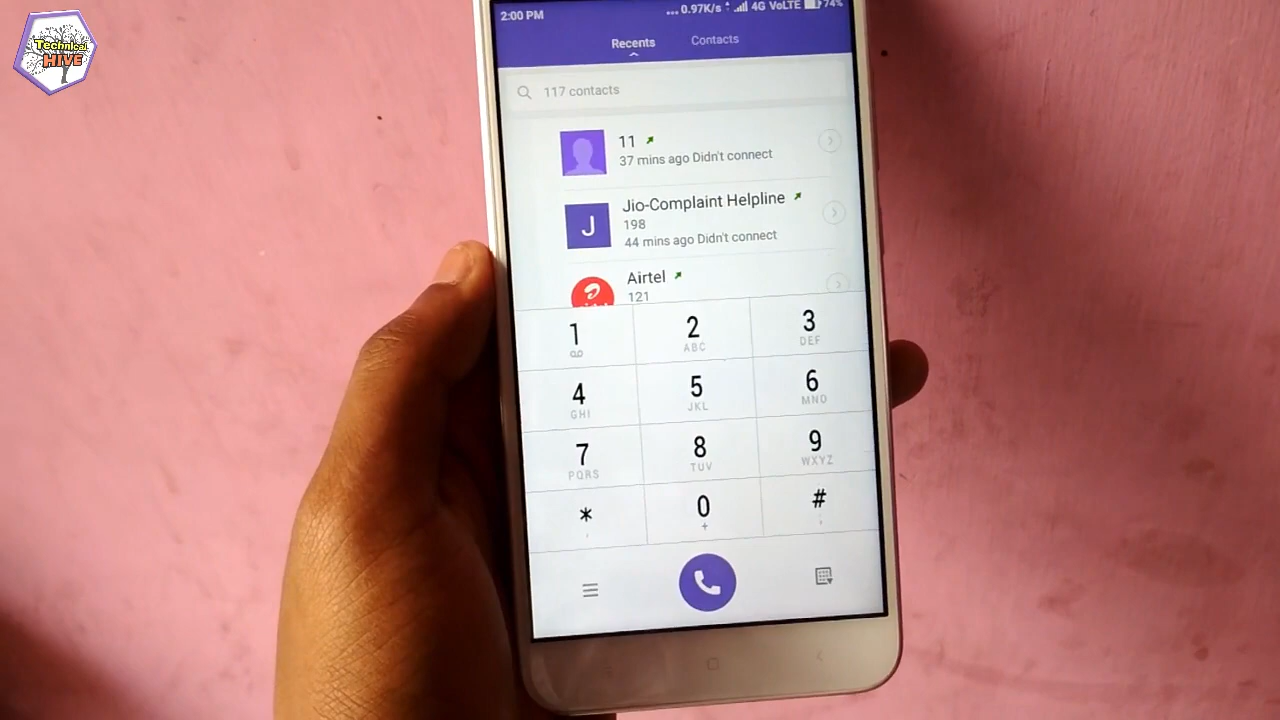 Technical
HIVE
2:00 PM
... 0.97K/s 4G VoLTE 74%
Recents
Contacts
117 contacts
11
37 mins ago Didn't connect
J
Jio-Complaint Helpline
198
44 mins ago Didn't connect
Airtel
121
1
2 ABC
3 DEF
4 GHI
5 JKL
6 MNO
7 PQRS
8 TUV
9 WXYZ
*
,
0
+
#
;